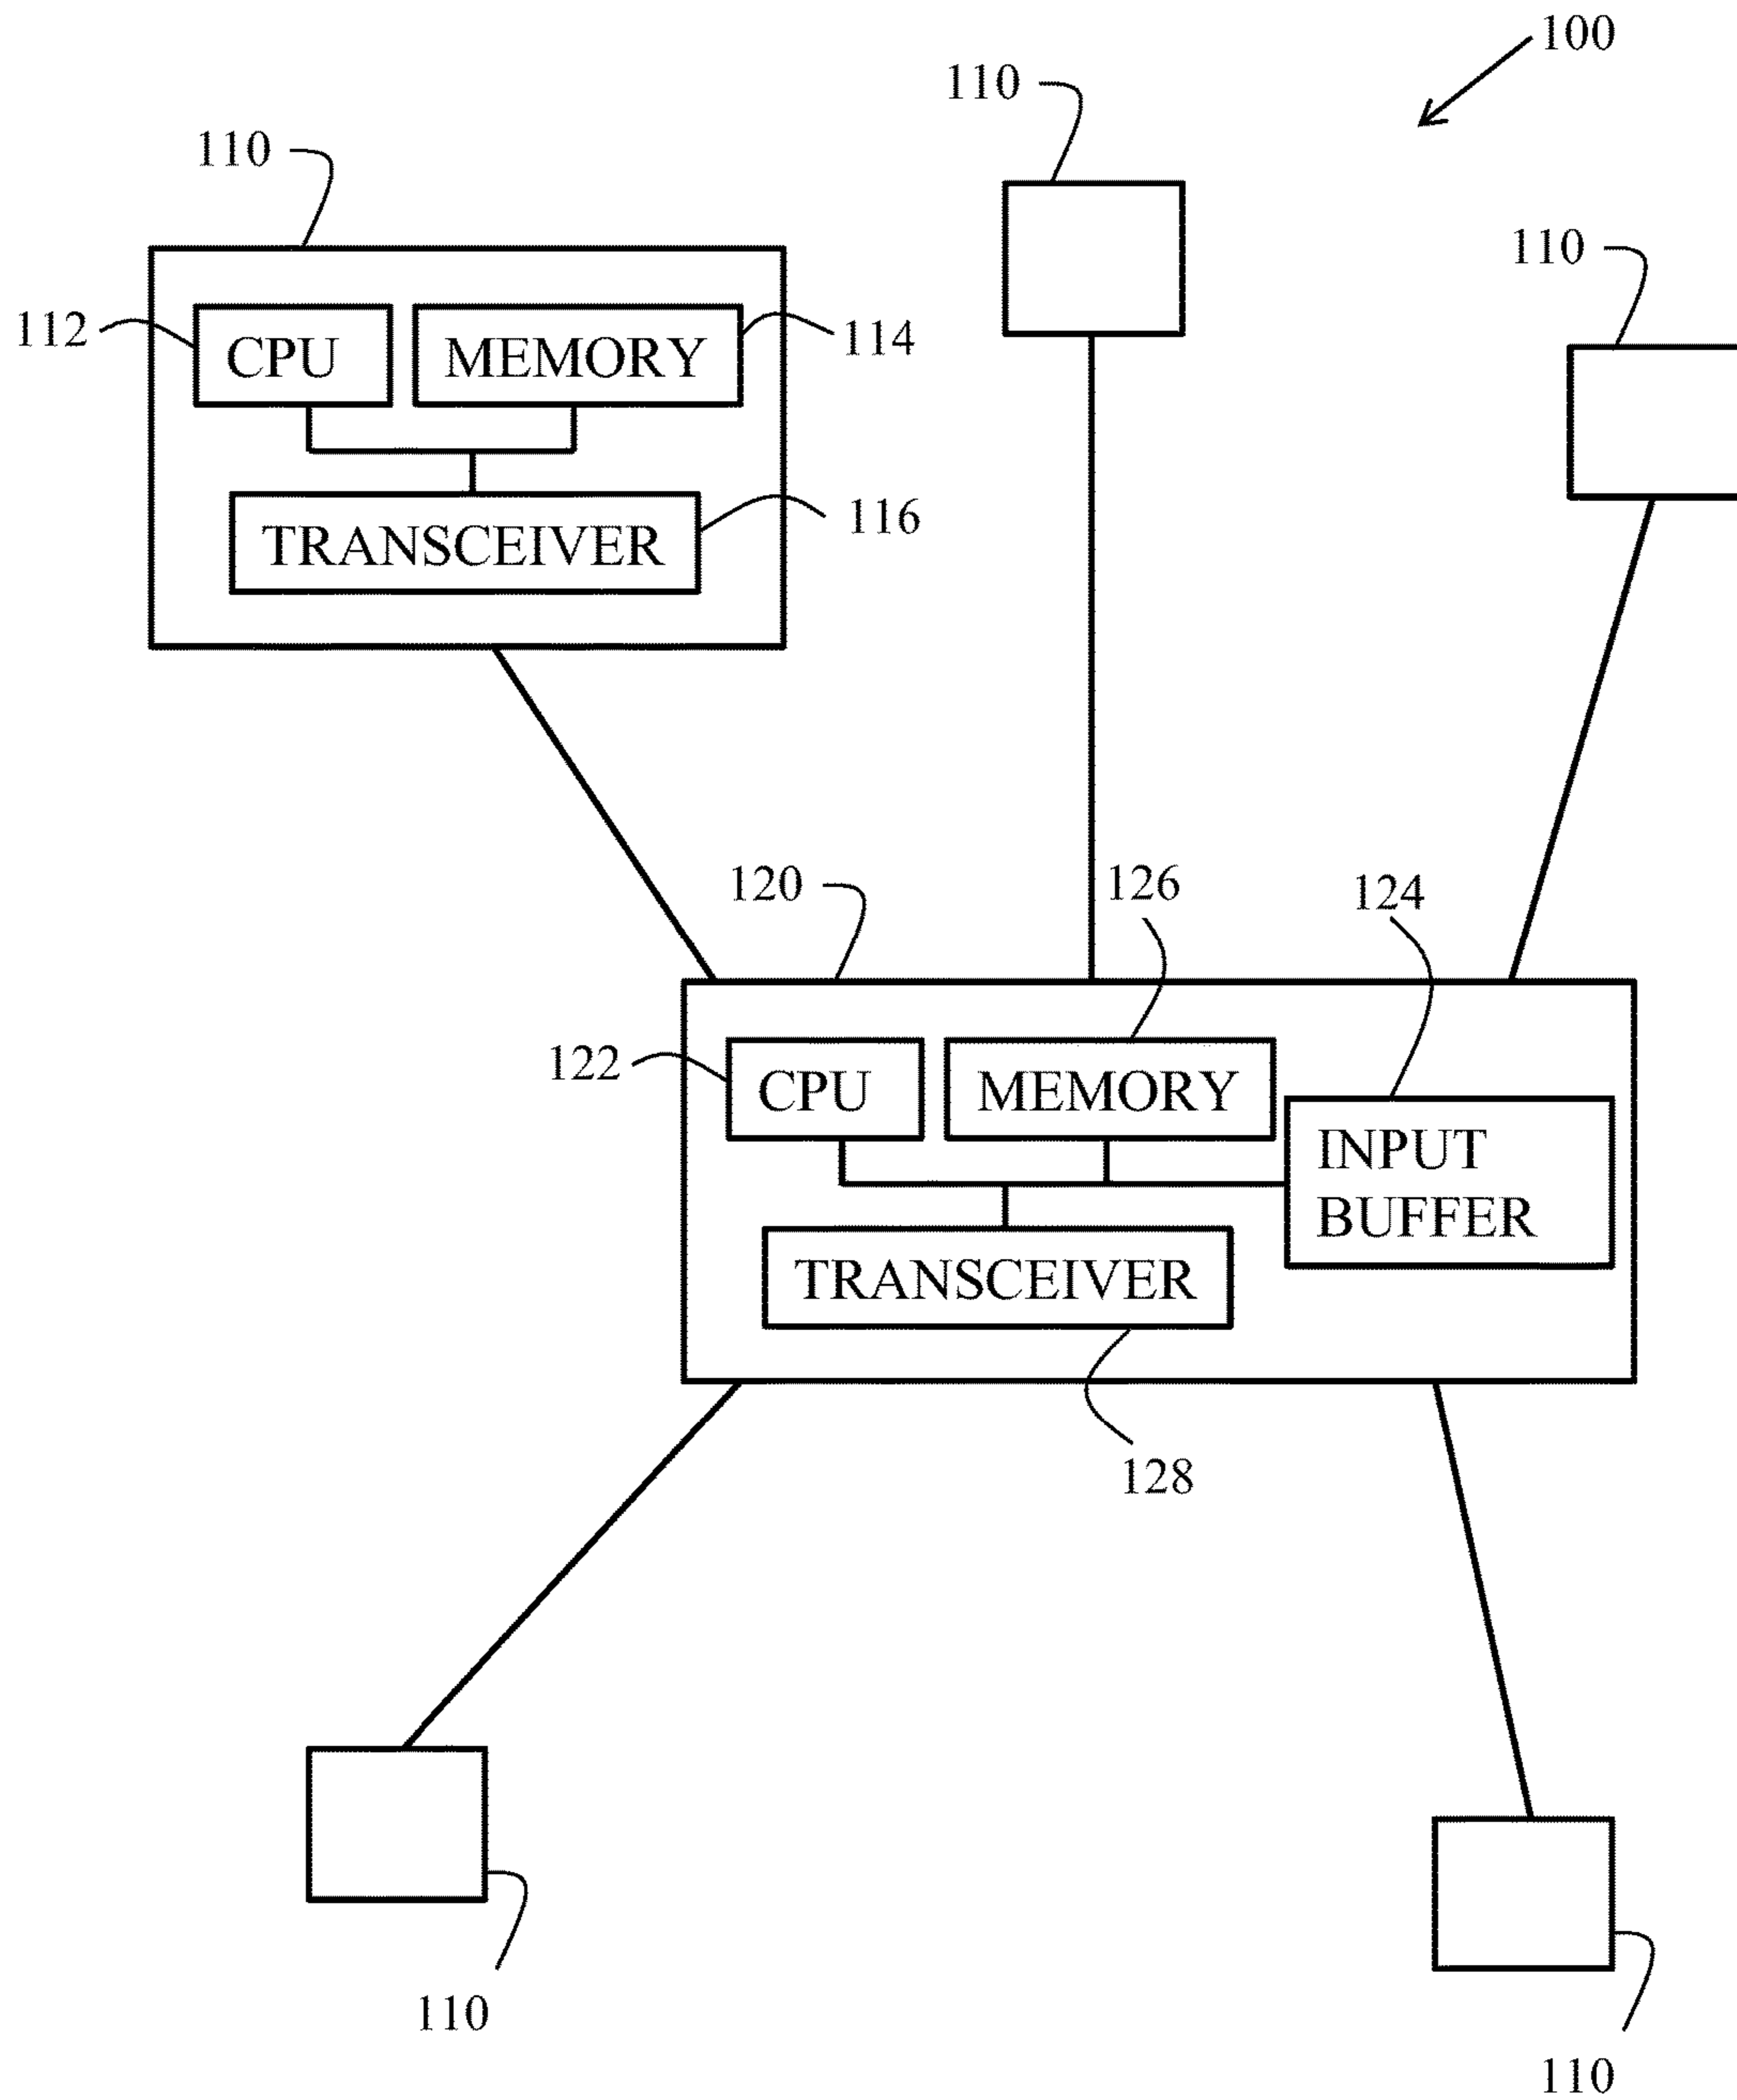 100
110
110
110
112
CPU
MEMORY
114
TRANSCEIVER
116
120
126
124
122
CPU
MEMORY
INPUT
BUFFER
TRANSCEIVER
128
110
110